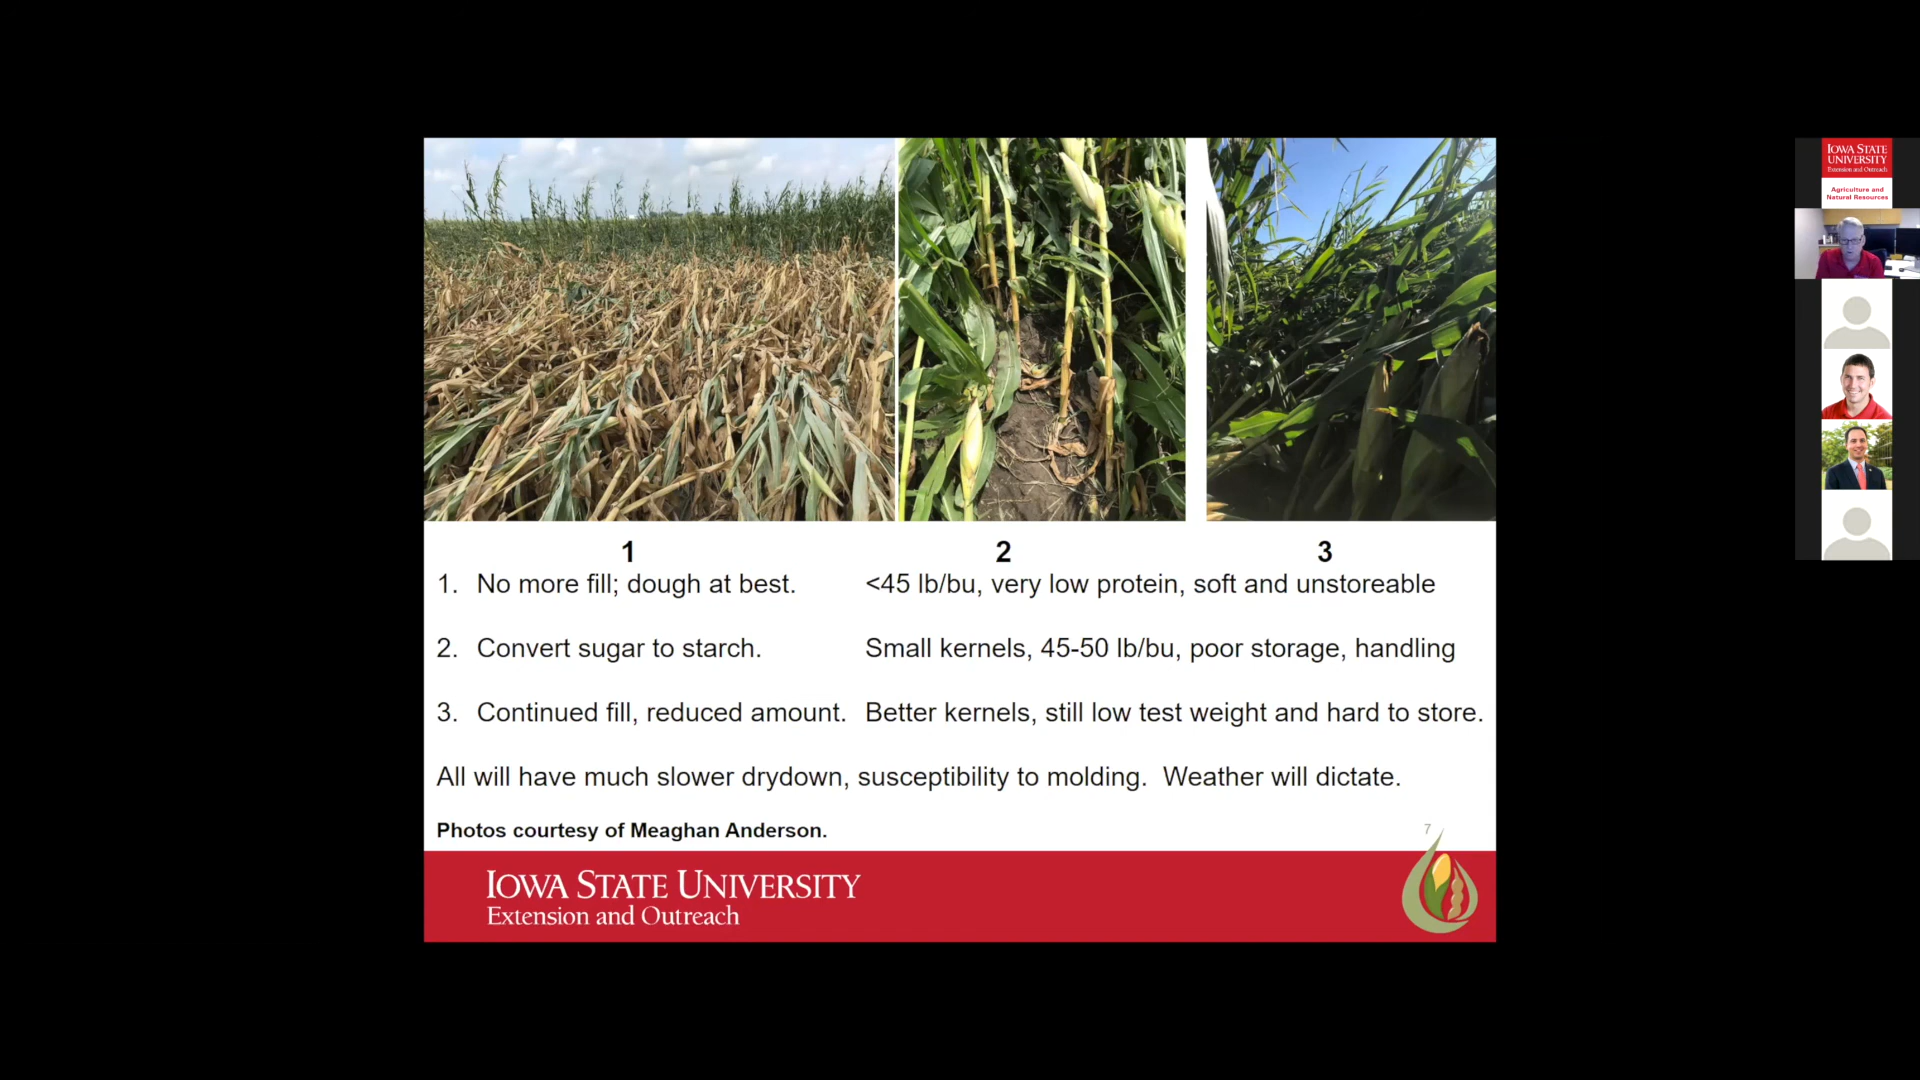 1 2 3
1. No more fill; dough at best. <45 lb/bu, very low protein, soft and unstoreable
2. Convert sugar to starch. Small kernels, 45-50 lb/bu, poor storage, handling
3. Continued fill, reduced amount. Better kernels, still low test weight and hard to store.
All will have much slower drydown, susceptibility to molding. Weather will dictate.
Photos courtesy of Meaghan Anderson.
7
IOWA STATE UNIVERSITY
Extension and Outreach
IOWA STATE
UNIVERSITY
Extension and Outreach
Agriculture and
Natural Resources